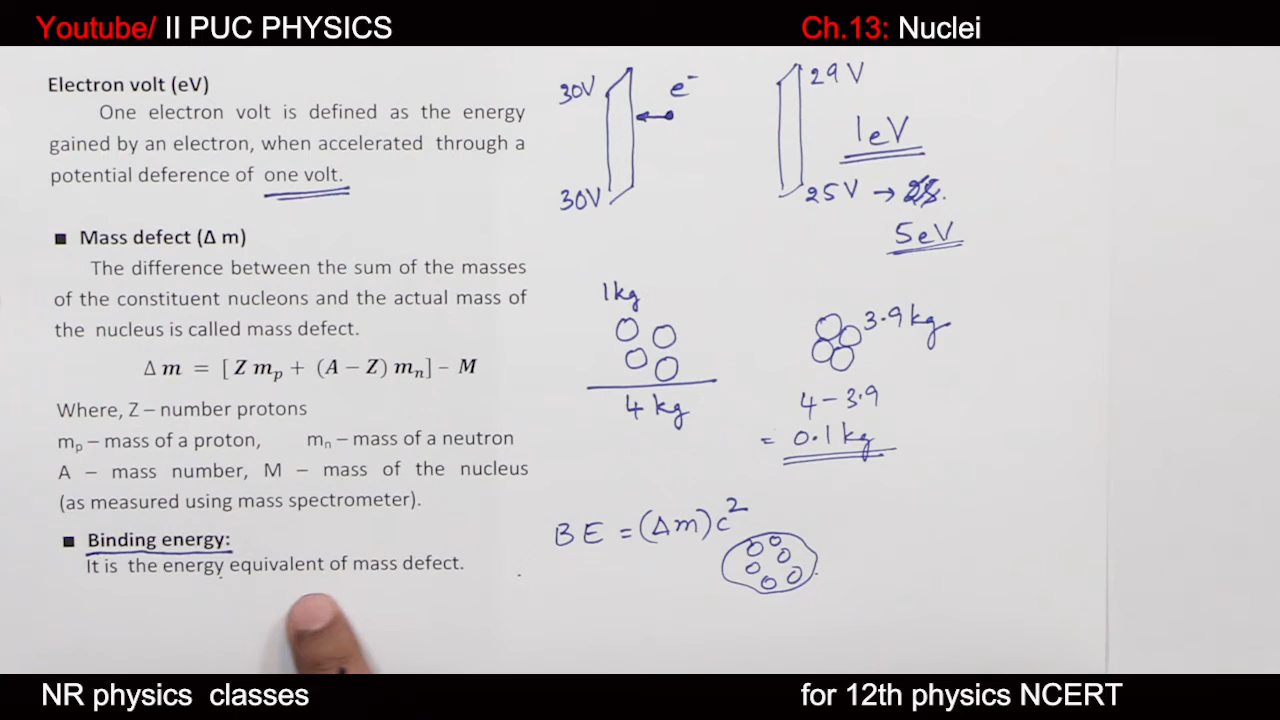 Youtube/ II PUC PHYSICS
Ch.13: Nuclei
Electron volt (eV)
One electron volt is defined as the energy
gained by an electron, when accelerated through a
potential deference of one volt.
■ Mass defect (Δ m)
The difference between the sum of the masses
of the constituent nucleons and the actual mass of
the nucleus is called mass defect.
Δ m = [ Z mₚ + (A − Z) mₙ] − M
Where, Z – number protons
mₚ – mass of a proton, mₙ – mass of a neutron
A – mass number, M – mass of the nucleus
(as measured using mass spectrometer).
■ Binding energy:
It is the energy equivalent of mass defect.
30V
e⁻
30V
29V
1eV
25V →
5eV
1kg
4 kg
3.9 kg
4 − 3.9
= 0.1 kg
BE = (Δm)c²
NR physics classes
for 12th physics NCERT